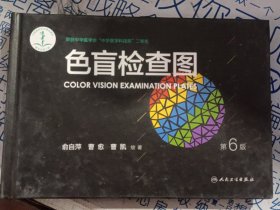 色盲检查图
COLOR VISION EXAMINATION PLATES
俞自萍 曹 愈 曹 凯 编 著
第6版
人民卫生出版社